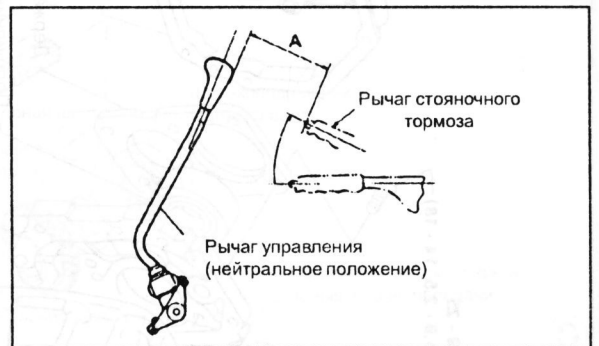 A
Рычаг стояночного
тормоза
Рычаг управления
(нейтральное положение)